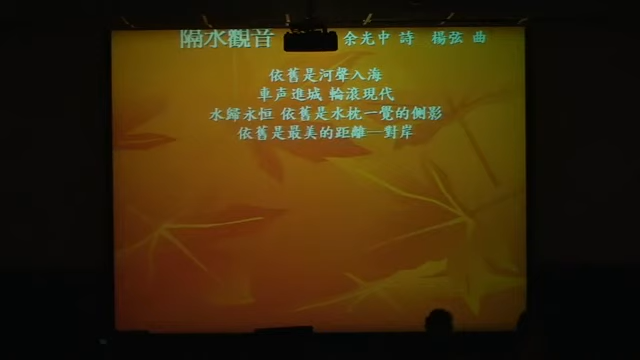 隔水觀音 余光中 詩 楊弦 曲
依舊是河聲入海
車声進城 輪滾現代
水歸永恒 依舊是水枕一覺的側影
依舊是最美的距離—對岸